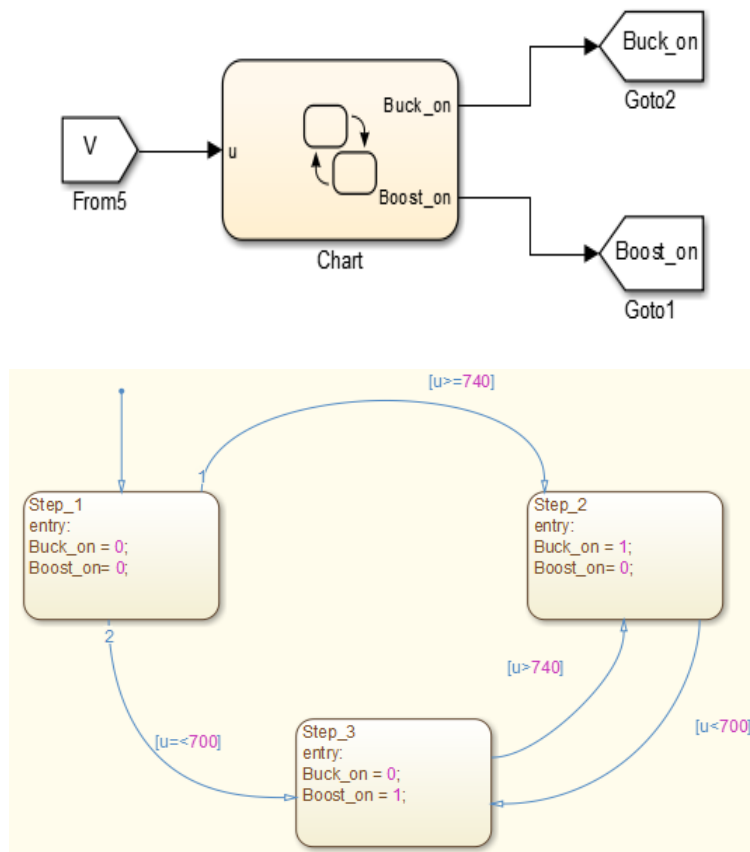 Buck_on
Goto2
V
From5
u
Buck_on
Boost_on
Chart
Boost_on
Goto1
[u>=740]
1
Step_1
entry:
Buck_on = 0;
Boost_on= 0;
2
Step_2
entry:
Buck_on = 1;
Boost_on= 0;
[u>740]
[u<700]
[u=<700]
Step_3
entry:
Buck_on = 0;
Boost_on = 1;